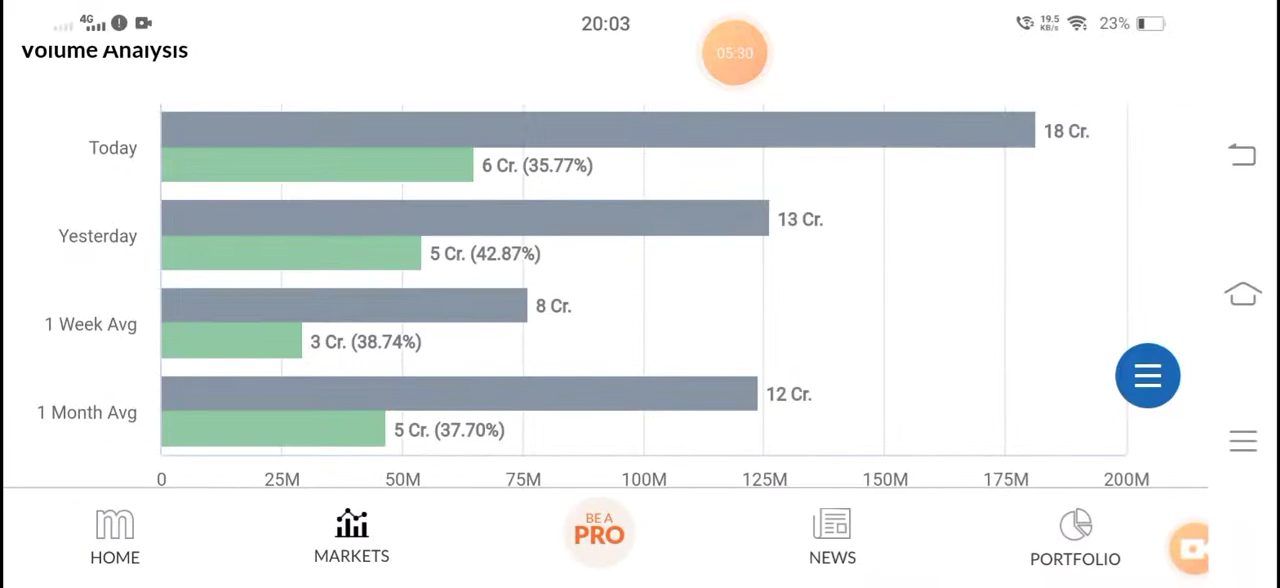 4G 20:03 05:30 19.5 KB/s 23%
Volume Analysis
Today 18 Cr.
6 Cr. (35.77%)
Yesterday 13 Cr.
5 Cr. (42.87%)
1 Week Avg 8 Cr.
3 Cr. (38.74%)
1 Month Avg 12 Cr.
5 Cr. (37.70%)
0 25M 50M 75M 100M 125M 150M 175M 200M
HOME MARKETS BE A PRO NEWS PORTFOLIO